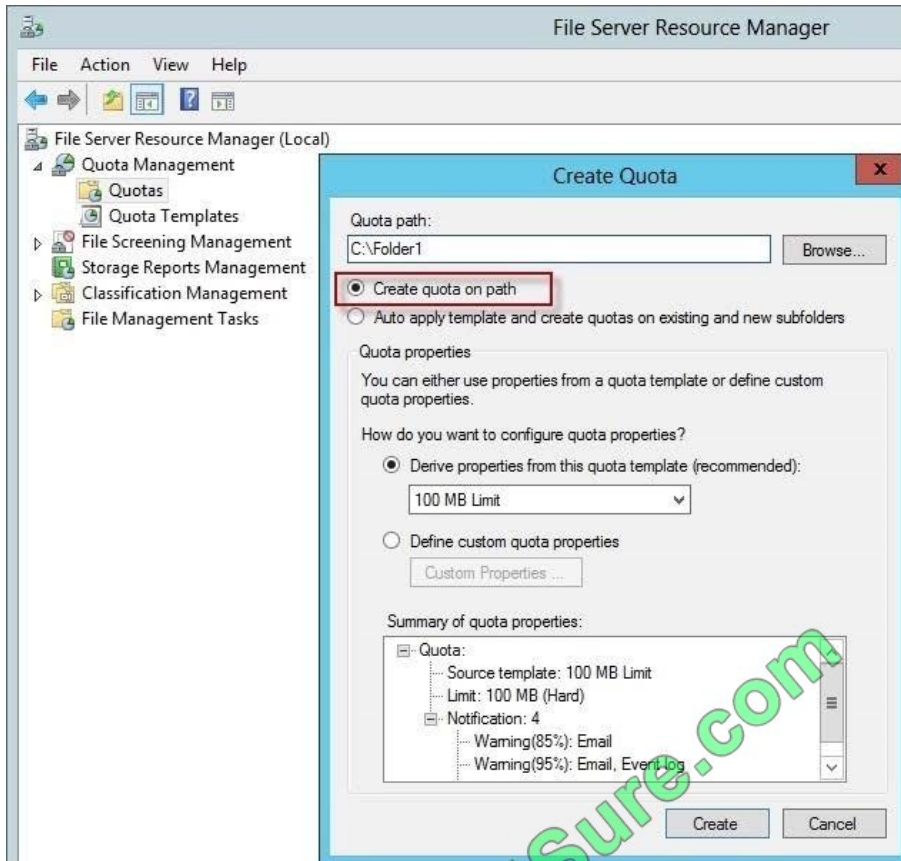 File Server Resource Manager
File Action View Help
File Server Resource Manager (Local)
Quota Management
Quotas
Quota Templates
File Screening Management
Storage Reports Management
Classification Management
File Management Tasks
Create Quota
x
Quota path:
C:\Folder1
Browse...
Create quota on path
Auto apply template and create quotas on existing and new subfolders
Quota properties
You can either use properties from a quota template or define custom
quota properties.
How do you want to configure quota properties?
Derive properties from this quota template (recommended):
100 MB Limit
Define custom quota properties
Custom Properties ...
Summary of quota properties:
Quota:
Source template: 100 MB Limit
Limit: 100 MB (Hard)
Notification: 4
Warning(85%): Email
Warning(95%): Email, Event log
Create
Cancel
Sure.com